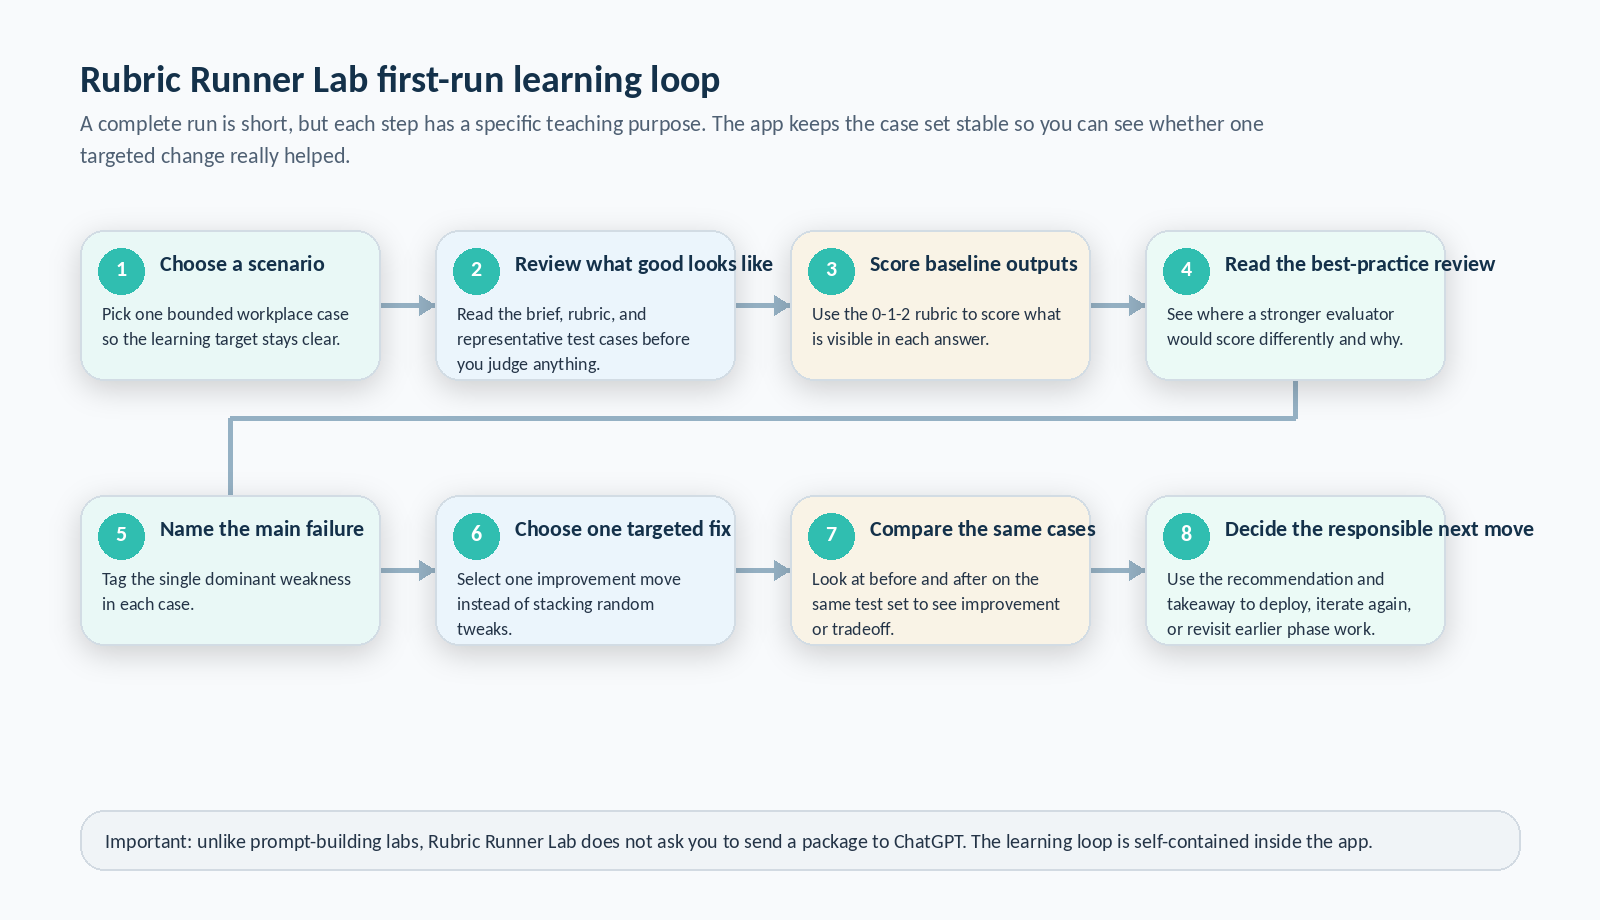 Rubric Runner Lab first-run learning loop
A complete run is short, but each step has a specific teaching purpose. The app keeps the case set stable so you can see whether one
targeted change really helped.
1
Choose a scenario
Pick one bounded workplace case
so the learning target stays clear.
2
Review what good looks like
Read the brief, rubric, and
representative test cases before
you judge anything.
3
Score baseline outputs
Use the 0-1-2 rubric to score what
is visible in each answer.
4
Read the best-practice review
See where a stronger evaluator
would score differently and why.
5
Name the main failure
Tag the single dominant weakness
in each case.
6
Choose one targeted fix
Select one improvement move
instead of stacking random
tweaks.
7
Compare the same cases
Look at before and after on the
same test set to see improvement
or tradeoff.
8
Decide the responsible next move
Use the recommendation and
takeaway to deploy, iterate again,
or revisit earlier phase work.
Important: unlike prompt-building labs, Rubric Runner Lab does not ask you to send a package to ChatGPT. The learning loop is self-contained inside the app.